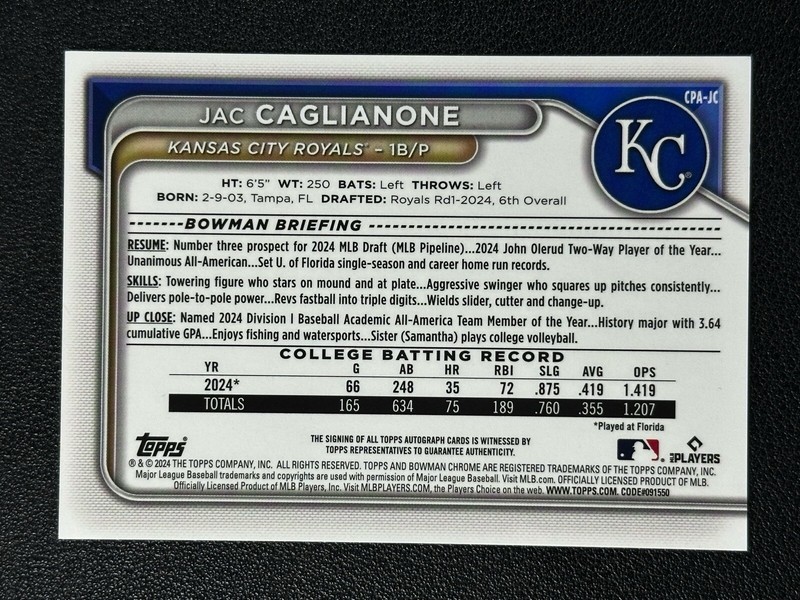 CPA-JC
JAC CAGLIANONE
KC®
KANSAS CITY ROYALS® – 1B/P
HT: 6'5" WT: 250 BATS: Left THROWS: Left
BORN: 2-9-03, Tampa, FL DRAFTED: Royals Rd1-2024, 6th Overall
BOWMAN BRIEFING
RESUME: Number three prospect for 2024 MLB Draft (MLB Pipeline)...2024 John Olerud Two-Way Player of the Year...
Unanimous All-American...Set U. of Florida single-season and career home run records.
SKILLS: Towering figure who stars on mound and at plate...Aggressive swinger who squares up pitches consistently...
Delivers pole-to-pole power...Revs fastball into triple digits...Wields slider, cutter and change-up.
UP CLOSE: Named 2024 Division I Baseball Academic All-America Team Member of the Year...History major with 3.64
cumulative GPA...Enjoys fishing and watersports...Sister (Samantha) plays college volleyball.
COLLEGE BATTING RECORD
YR G AB HR RBI SLG AVG OPS
2024* 66 248 35 72 .875 .419 1.419
TOTALS 165 634 75 189 .760 .355 1.207
*Played at Florida
topps
THE SIGNING OF ALL TOPPS AUTOGRAPH CARDS IS WITNESSED BY
TOPPS REPRESENTATIVES TO GUARANTEE AUTHENTICITY.
MLB PLAYERS
® & © 2024 THE TOPPS COMPANY, INC. ALL RIGHTS RESERVED. TOPPS AND BOWMAN CHROME ARE REGISTERED TRADEMARKS OF THE TOPPS COMPANY, INC.
Major League Baseball trademarks and copyrights are used with permission of Major League Baseball. Visit MLB.com. OFFICIALLY LICENSED PRODUCT OF MLB.
Officially Licensed Product of MLB Players, Inc. Visit MLBPLAYERS.COM, the Players Choice on the web. WWW.TOPPS.COM. CODE#091550